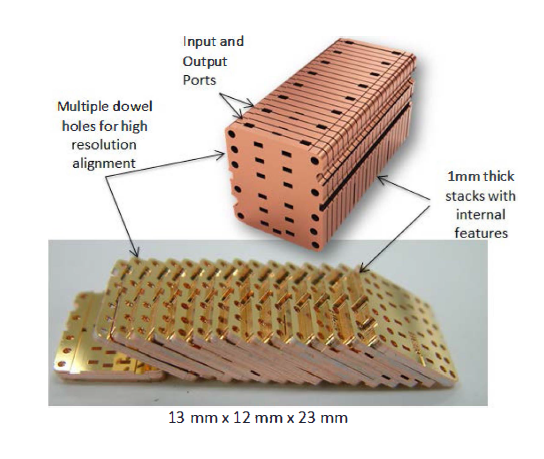 Input and
Output
Ports
Multiple dowel
holes for high
resolution
alignment
1mm thick
stacks with
internal
features
13 mm x 12 mm x 23 mm